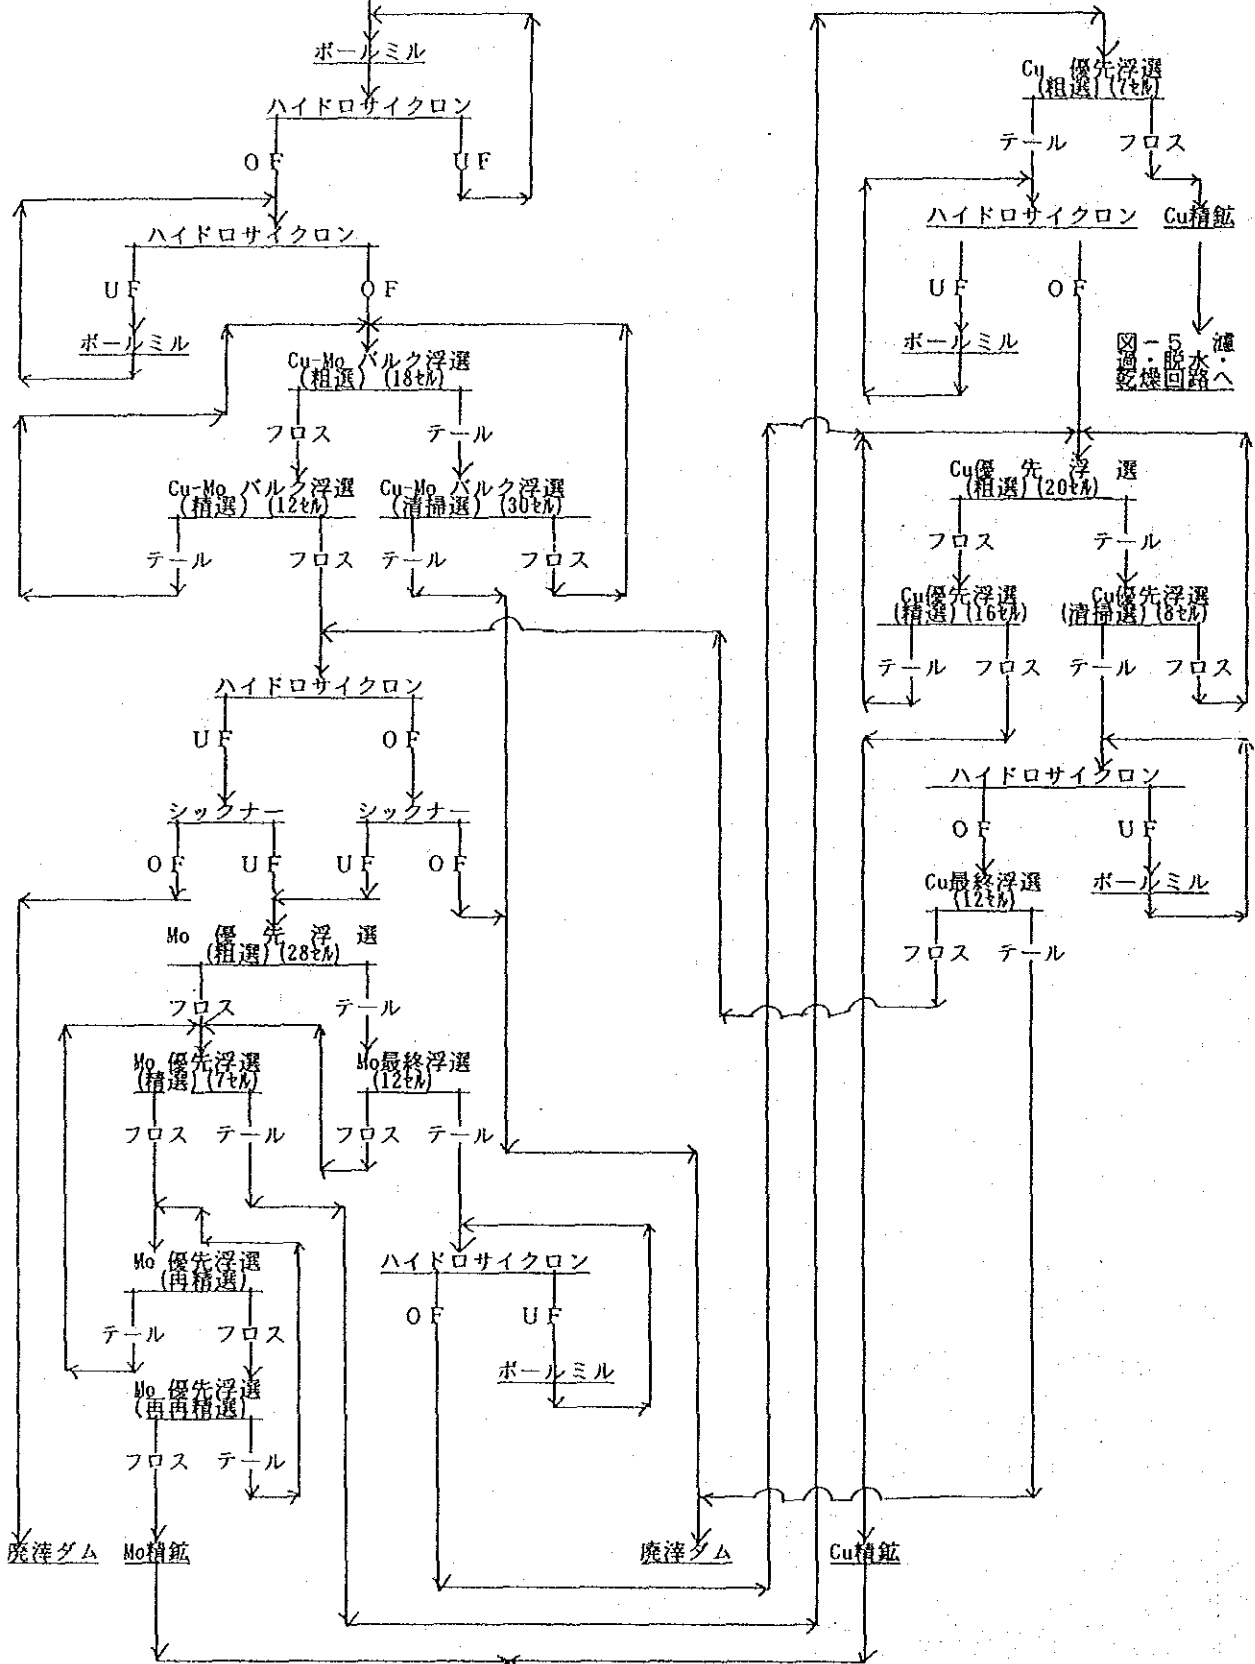 ボールミル
ハイドロサイクロン
OF
UF
ハイドロサイクロン
UF
OF
ボールミル
Cu-Mo バルク浮選
(粗選)(18セル)
フロス
テール
Cu-Mo バルク浮選
(精選)(12セル)
Cu-Mo バルク浮選
(清掃選)(30セル)
テール
フロス
テール
フロス
ハイドロサイクロン
UF
OF
シックナー
シックナー
OF
UF
UF
OF
Mo 優先浮選
(粗選)(28セル)
フロス
テール
Mo 優先浮選
(精選)(7セル)
Mo最終浮選
(12セル)
フロス
テール
フロス
テール
Mo 優先浮選
(再精選)
ハイドロサイクロン
テール
フロス
OF
UF
ボールミル
Mo 優先浮選
(再再精選)
フロス
テール
廃滓ダム
Mo精鉱
廃滓ダム
Cu精鉱
Cu 優先浮選
(粗選)(7セル)
テール
フロス
ハイドロサイクロン
Cu精鉱
UF
OF
ボールミル
図-5 濾
過・脱水・
乾燥回路へ
Cu優先浮選
(粗選)(20セル)
フロス
テール
Cu優先浮選
(精選)(16セル)
Cu優先浮選
(清掃選)(8セル)
テール
フロス
テール
フロス
ハイドロサイクロン
OF
UF
Cu最終浮選
(12セル)
ボールミル
フロス
テール